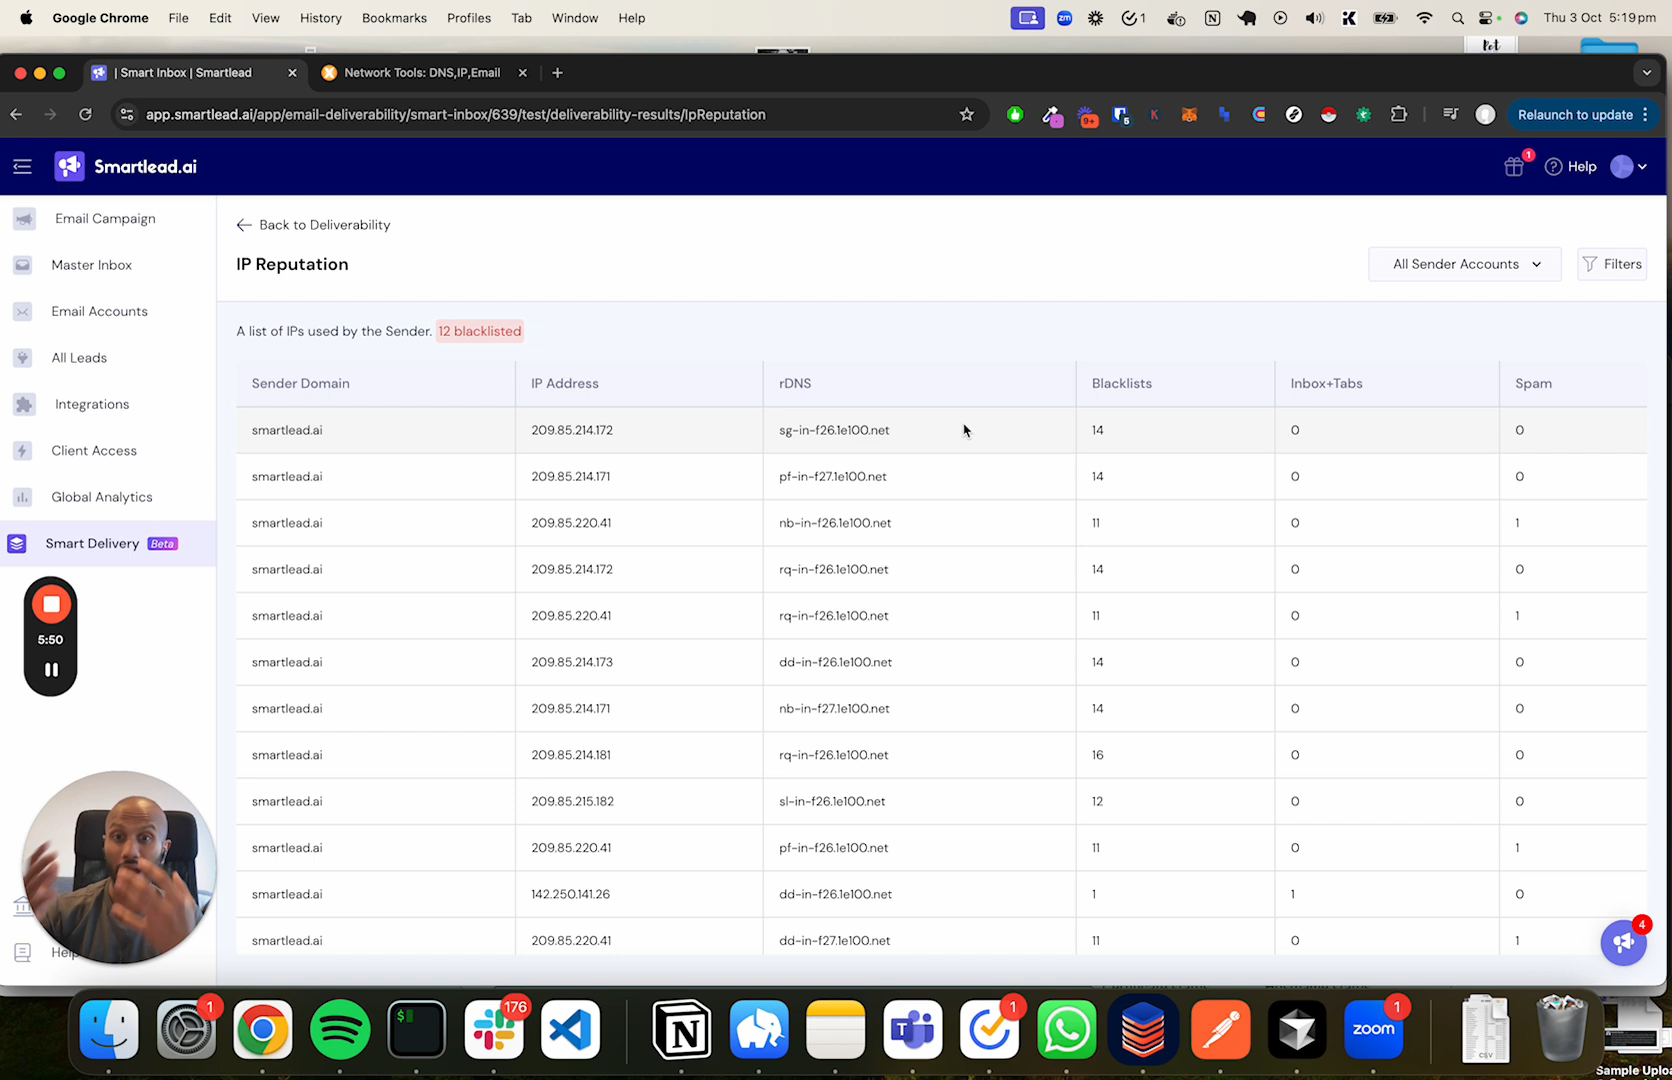 Google Chrome File Edit View History Bookmarks Profiles Tab Window Help
1
Thu 3 Oct 5:19pm
| Smart Inbox | Smartlead
Network Tools: DNS,IP,Email
app.smartlead.ai/app/email-deliverability/smart-inbox/639/test/deliverability-results/IpReputation
9+
5
Relaunch to update
Smartlead.ai
1
Help
Email Campaign
Master Inbox
Email Accounts
All Leads
Integrations
Client Access
Global Analytics
Smart Delivery Beta
5:50
Back to Deliverability
IP Reputation
All Sender Accounts
Filters
A list of IPs used by the Sender. 12 blacklisted
Sender Domain IP Address rDNS Blacklists Inbox+Tabs Spam
smartlead.ai 209.85.214.172 sg-in-f26.1e100.net 14 0 0
smartlead.ai 209.85.214.171 pf-in-f27.1e100.net 14 0 0
smartlead.ai 209.85.220.41 nb-in-f26.1e100.net 11 0 1
smartlead.ai 209.85.214.172 rq-in-f26.1e100.net 14 0 0
smartlead.ai 209.85.220.41 rq-in-f26.1e100.net 11 0 1
smartlead.ai 209.85.214.173 dd-in-f26.1e100.net 14 0 0
smartlead.ai 209.85.214.171 nb-in-f27.1e100.net 14 0 0
smartlead.ai 209.85.214.181 rq-in-f26.1e100.net 16 0 0
smartlead.ai 209.85.215.182 sl-in-f26.1e100.net 12 0 0
smartlead.ai 209.85.220.41 pf-in-f26.1e100.net 11 0 1
smartlead.ai 142.250.141.26 dd-in-f26.1e100.net 1 1 0
smartlead.ai 209.85.220.41 dd-in-f27.1e100.net 11 0 1
4
1
176
1
zoom
1
CSV
Sample Uploa